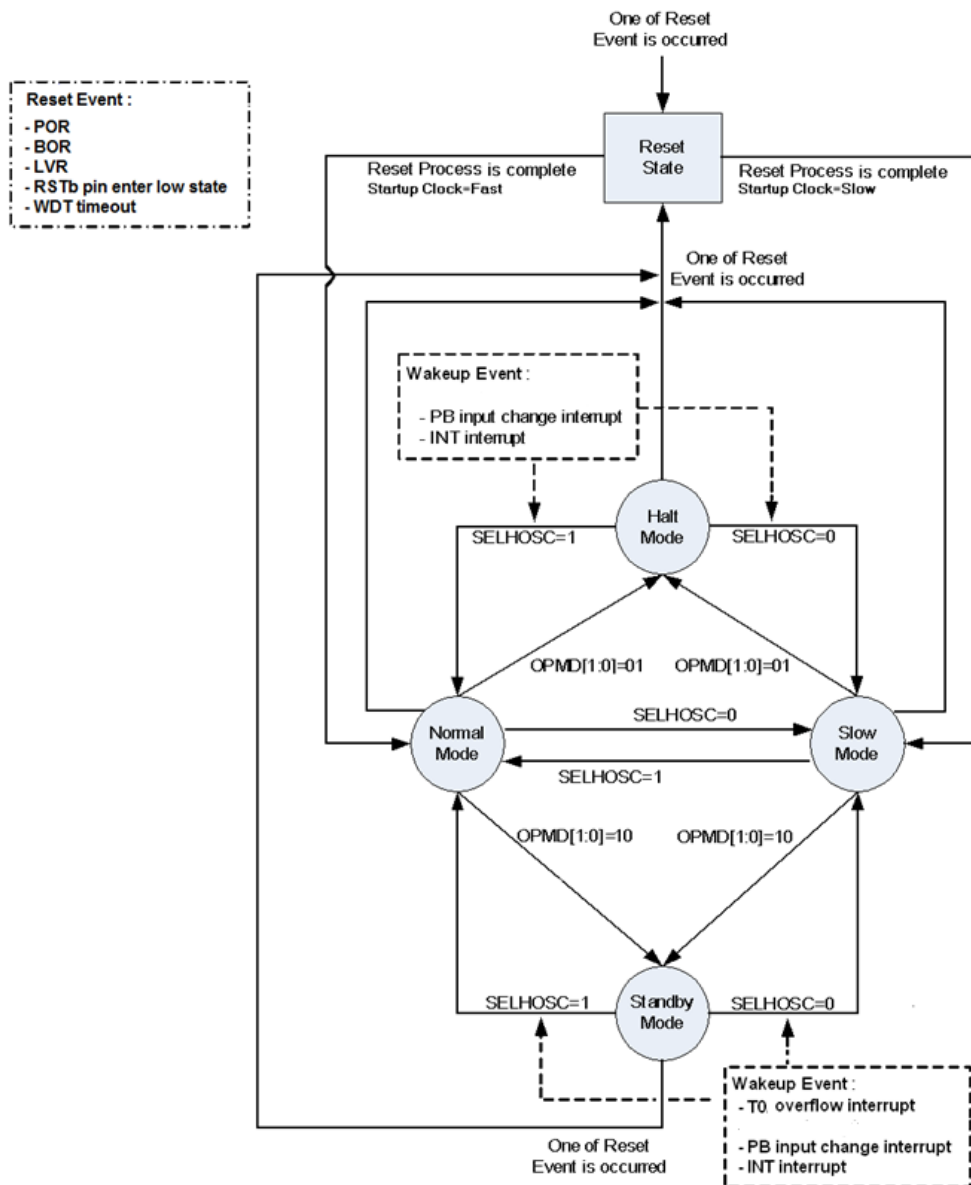 One of Reset
Event is occurred
Reset Event :
- POR
- BOR
- LVR
- RSTb pin enter low state
- WDT timeout
Reset
State
Reset Process is complete
Startup Clock=Fast
Reset Process is complete
Startup Clock=Slow
One of Reset
Event is occurred
Wakeup Event :
- PB input change interrupt
- INT interrupt
Halt
Mode
SELHOSC=1
SELHOSC=0
OPMD[1:0]=01
OPMD[1:0]=01
Normal
Mode
SELHOSC=0
Slow
Mode
SELHOSC=1
OPMD[1:0]=10
OPMD[1:0]=10
SELHOSC=1
Standby
Mode
SELHOSC=0
Wakeup Event :
- T0. overflow interrupt
- PB input change interrupt
- INT interrupt
One of Reset
Event is occurred